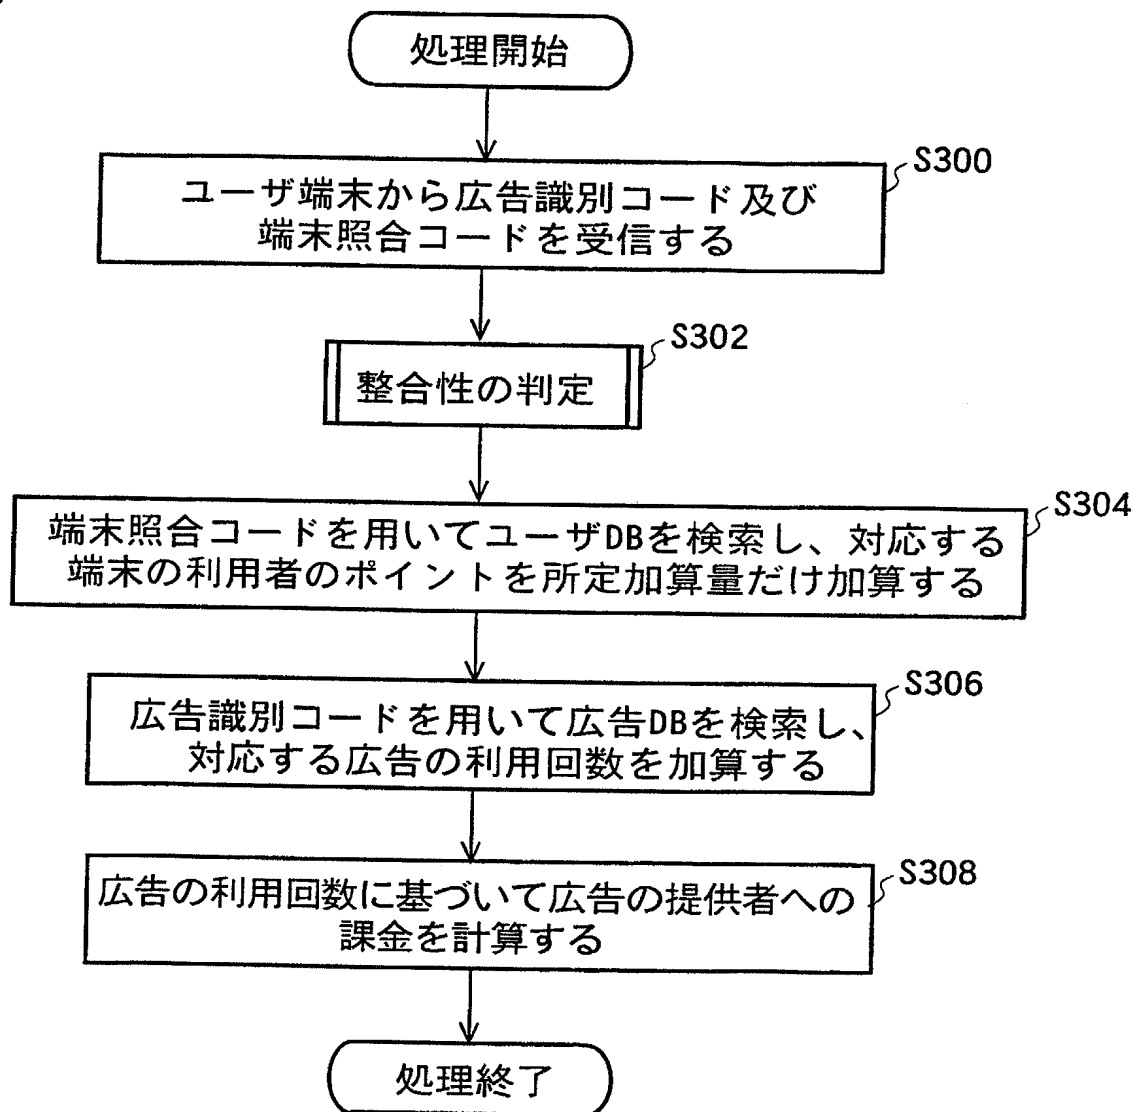 処理開始
S300
ユーザ端末から広告識別コード及び
端末照合コードを受信する
S302
整合性の判定
S304
端末照合コードを用いてユーザDBを検索し、対応する
端末の利用者のポイントを所定加算量だけ加算する
S306
広告識別コードを用いて広告DBを検索し、
対応する広告の利用回数を加算する
S308
広告の利用回数に基づいて広告の提供者への
課金を計算する
処理終了